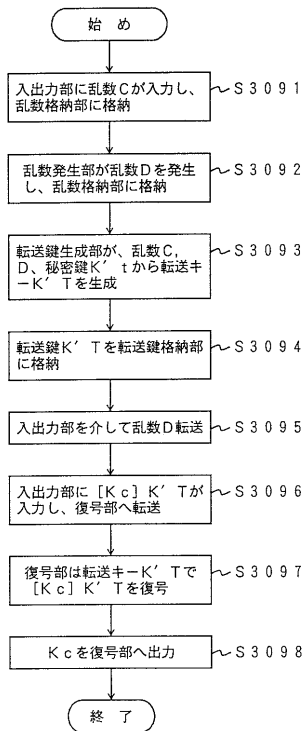 始 め
入出力部に乱数Cが入力し、
乱数格納部に格納
S3091
乱数発生部が乱数Dを発生
し、乱数格納部に格納
S3092
転送鍵生成部が、乱数C,
D、秘密鍵K′ tから転送キ
ーK′Tを生成
S3093
転送鍵K′Tを転送鍵格納部
に格納
S3094
入出力部を介して乱数D転送
S3095
入出力部に[Kc]K′Tが
入力し、復号部へ転送
S3096
復号部は転送キーK′Tで
[Kc]K′Tを復号
S3097
Kcを復号部へ出力
S3098
終 了